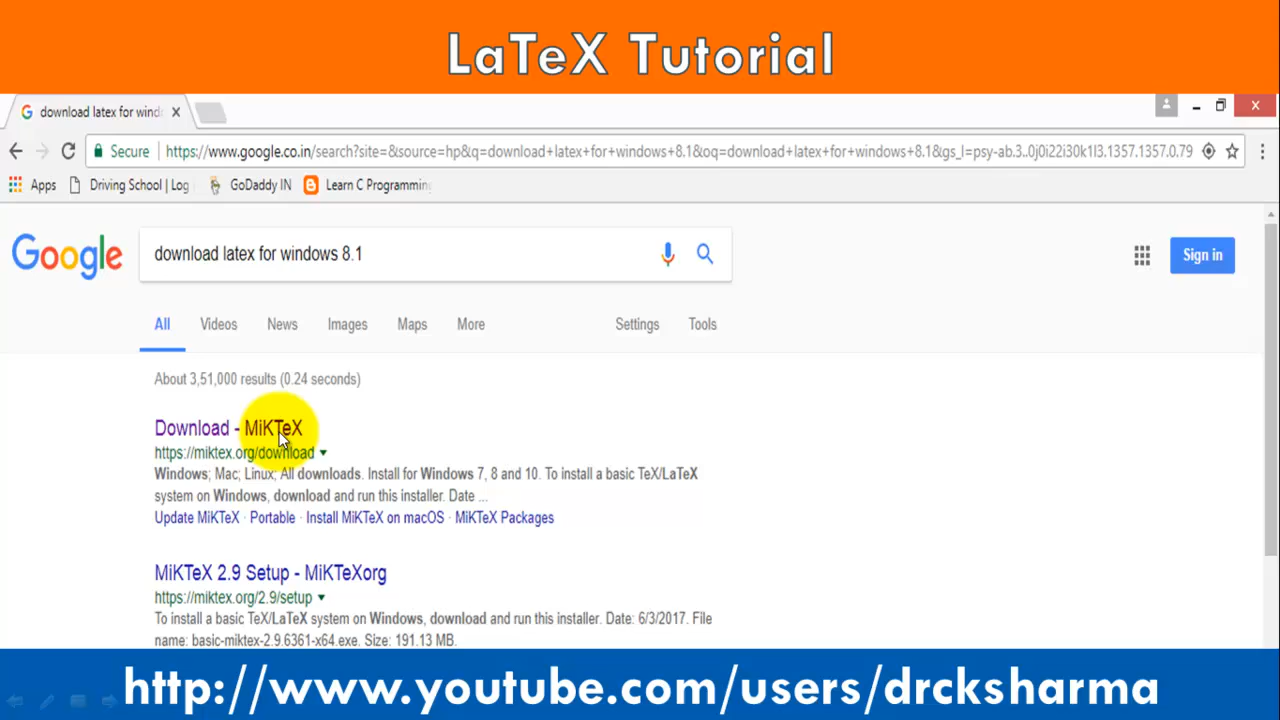 LaTeX Tutorial
download latex for wind
Secure https://www.google.co.in/search?site=&source=hp&q=download+latex+for+windows+8.1&oq=download+latex+for+windows+8.1&gs_l=psy-ab.3..0j0i22i30k1l3.1357.1357.0.79
Apps Driving School | Log GoDaddy IN Learn C Programming
Google download latex for windows 8.1 Sign in
All Videos News Images Maps More Settings Tools
About 3,51,000 results (0.24 seconds)
Download - MiKTeX
https://miktex.org/download
Windows; Mac; Linux; All downloads. Install for Windows 7, 8 and 10. To install a basic TeX/LaTeX
system on Windows, download and run this installer. Date ...
Update MiKTeX · Portable · Install MiKTeX on macOS · MiKTeX Packages
MiKTeX 2.9 Setup - MiKTeXorg
https://miktex.org/2.9/setup
To install a basic TeX/LaTeX system on Windows, download and run this installer. Date: 6/3/2017. File
name: basic-miktex-2.9.6361-x64.exe. Size: 191.13 MB.
http://www.youtube.com/users/drcksharma